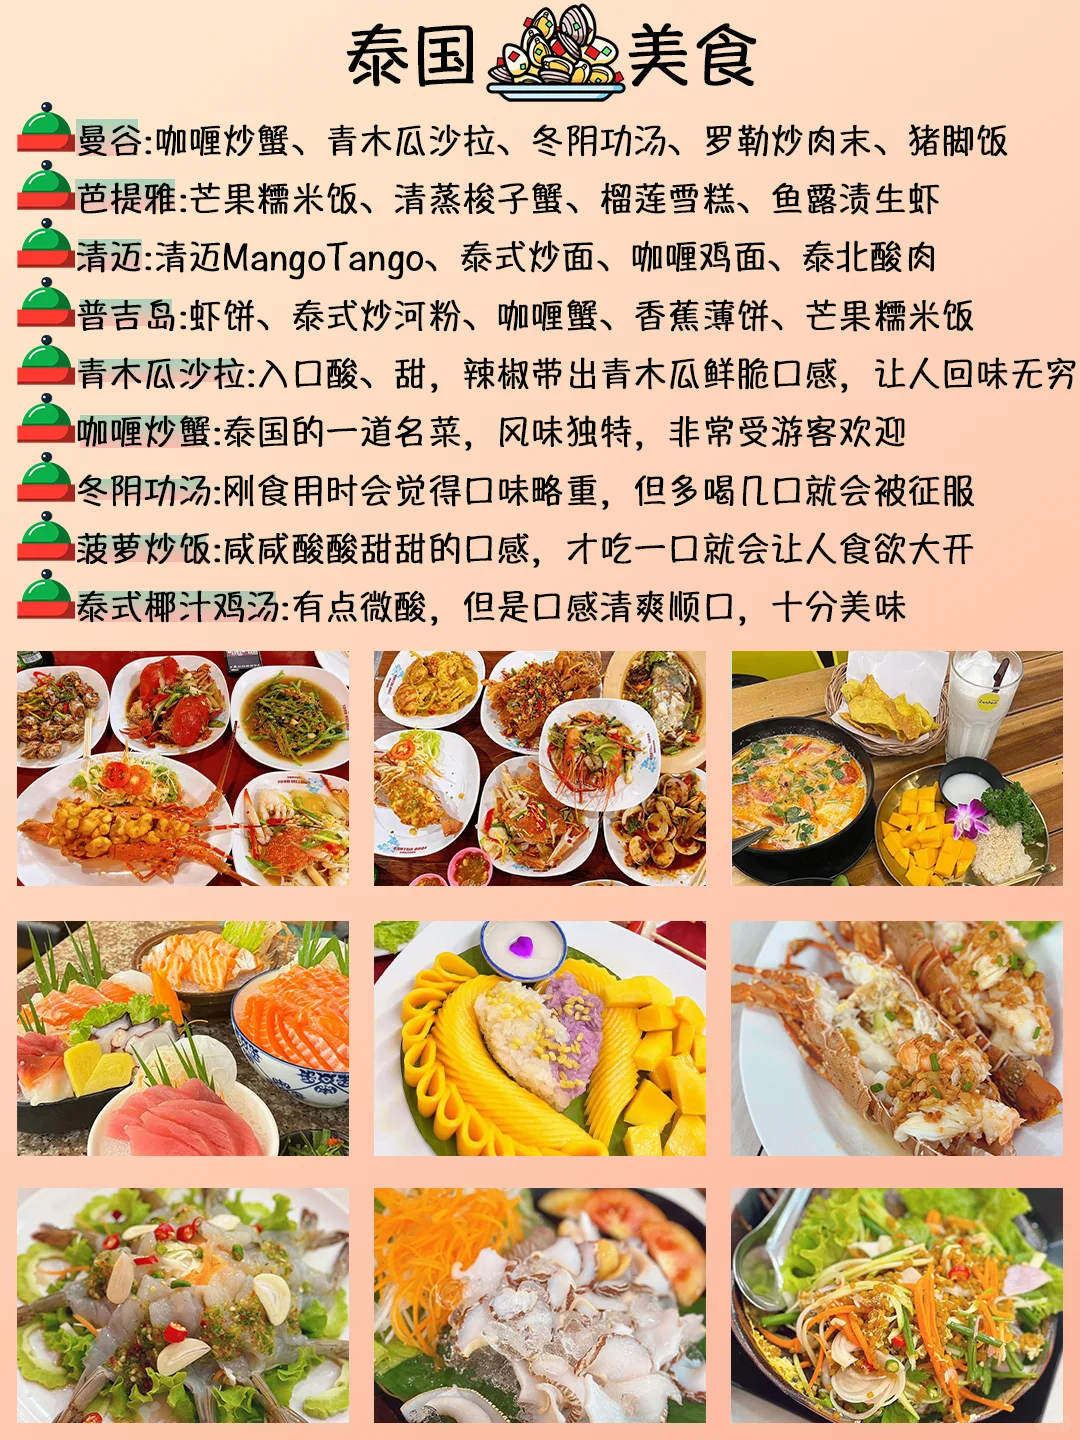 泰国美食
曼谷:咖喱炒蟹、青木瓜沙拉、冬阴功汤、罗勒炒肉末、猪脚饭
芭提雅:芒果糯米饭、清蒸梭子蟹、榴莲雪糕、鱼露渍生虾
清迈:清迈MangoTango、泰式炒面、咖喱鸡面、泰北酸肉
普吉岛:虾饼、泰式炒河粉、咖喱蟹、香蕉薄饼、芒果糯米饭
青木瓜沙拉:入口酸、甜，辣椒带出青木瓜鲜脆口感，让人回味无穷
咖喱炒蟹:泰国的一道名菜，风味独特，非常受游客欢迎
冬阴功汤:刚食用时会觉得口味略重，但多喝几口就会被征服
菠萝炒饭:咸咸酸酸甜甜的口感，才吃一口就会让人食欲大开
泰式椰汁鸡汤:有点微酸，但是口感清爽顺口，十分美味